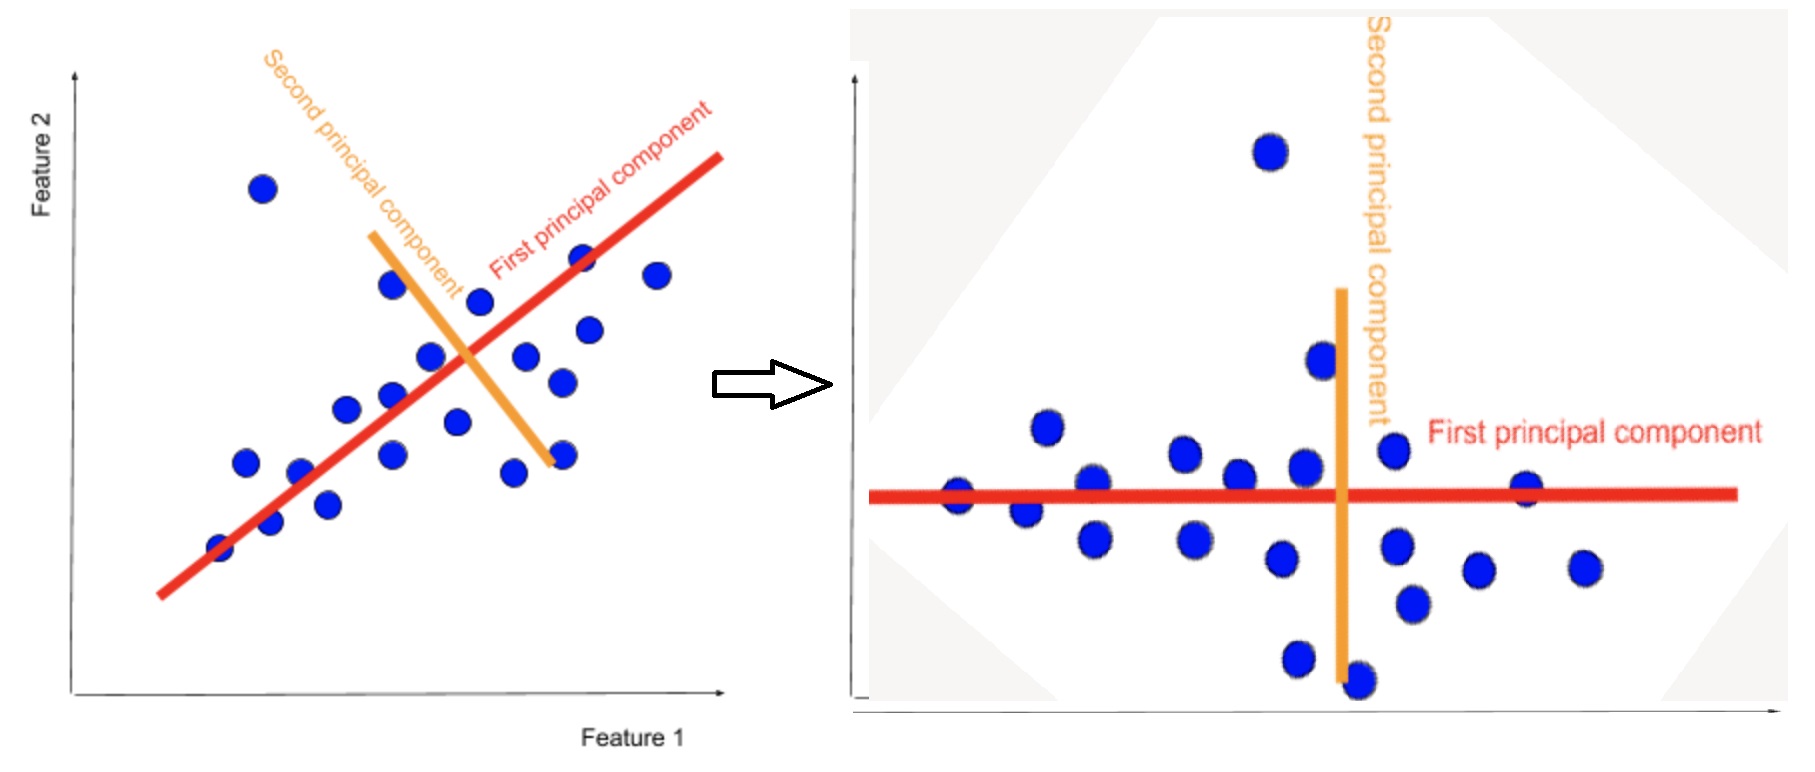 Feature 2
Second principal component
First principal component
Feature 1
Second principal component
First principal component